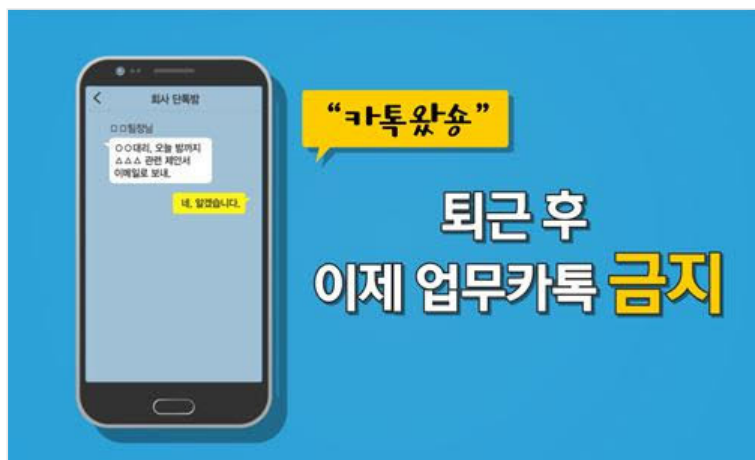 회사 단톡방
□□팀장님
○○대리, 오늘 밤까지
△△△ 관련 제안서
이메일로 보내.
네, 알겠습니다.
“카톡왔숑”
퇴근 후
이제 업무카톡 금지